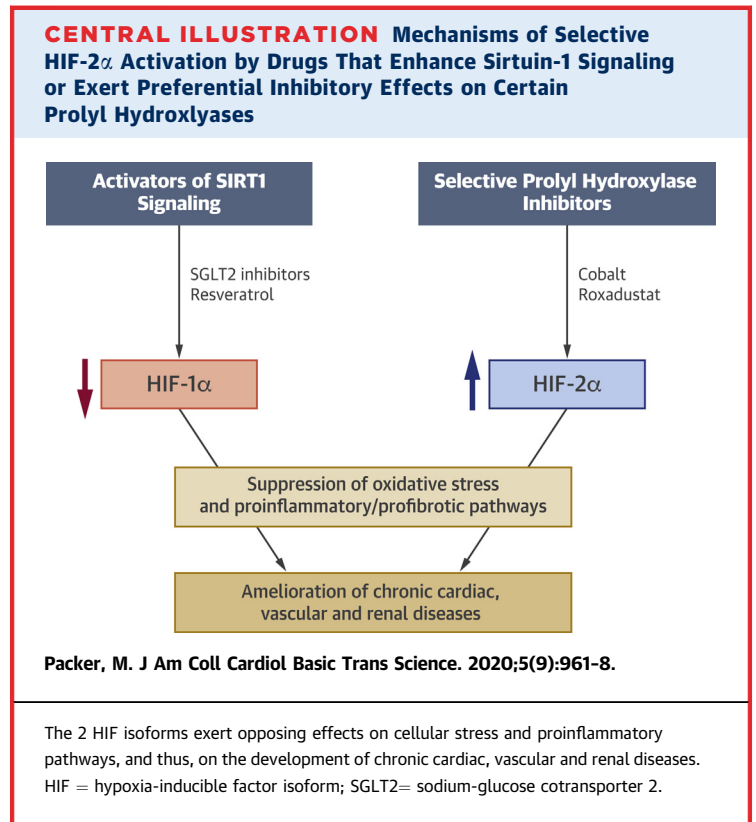 CENTRAL ILLUSTRATION Mechanisms of Selective
HIF-2α Activation by Drugs That Enhance Sirtuin-1 Signaling
or Exert Preferential Inhibitory Effects on Certain
Prolyl Hydroxlyases
Activators of SIRT1
Signaling
Selective Prolyl Hydroxylase
Inhibitors
SGLT2 inhibitors
Resveratrol
Cobalt
Roxadustat
HIF-1α
HIF-2α
Suppression of oxidative stress
and proinflammatory/profibrotic pathways
Amelioration of chronic cardiac,
vascular and renal diseases
Packer, M. J Am Coll Cardiol Basic Trans Science. 2020;5(9):961–8.
The 2 HIF isoforms exert opposing effects on cellular stress and proinflammatory
pathways, and thus, on the development of chronic cardiac, vascular and renal diseases.
HIF = hypoxia-inducible factor isoform; SGLT2= sodium-glucose cotransporter 2.